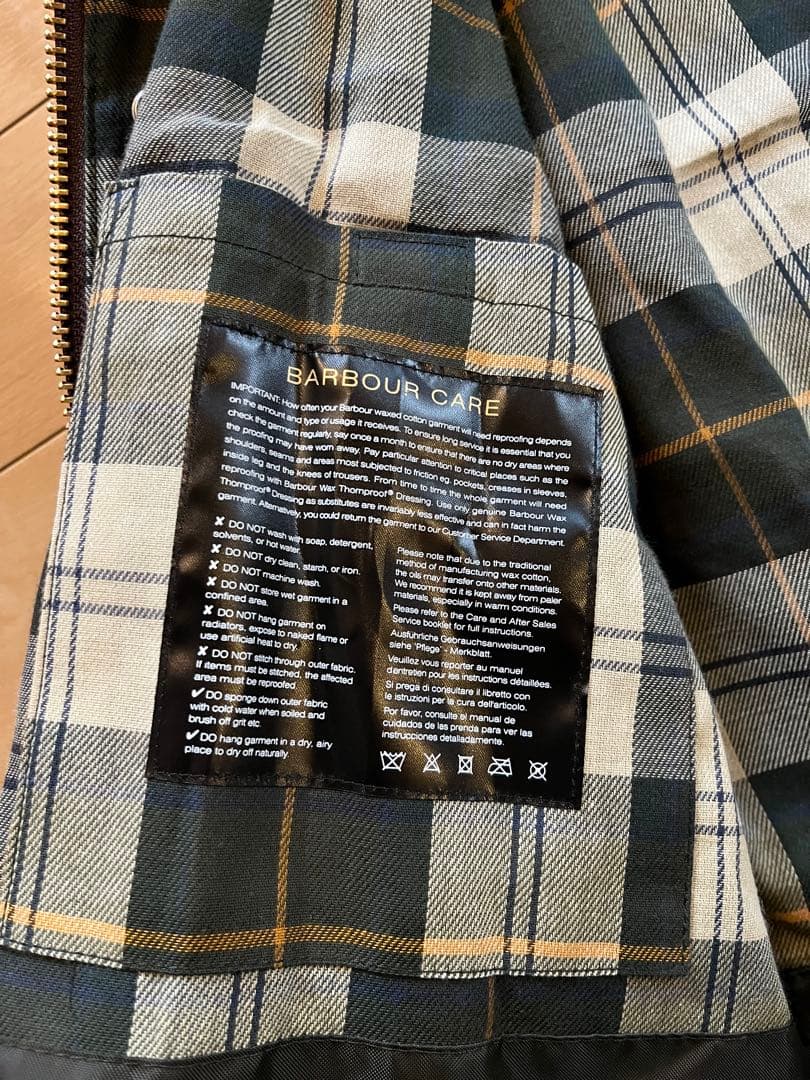 BARBOUR CARE
IMPORTANT: How often your Barbour waxed cotton garment will need reproofing depends
on the amount and type of usage it receives. To ensure long service it is essential that you
check the garment regularly, say once a month to ensure that there are no dry areas where
the proofing may have worn away. Pay particular attention to critical places such as the
shoulders, seams and areas most subjected to friction eg. pockets, creases in sleeves,
inside leg and the knees of trousers. From time to time the whole garment will need
reproofing with Barbour Wax Thornproof® Dressing. Use only genuine Barbour Wax
Thornproof® Dressing as substitutes are invariably less effective and can in fact harm the
garment. Alternatively, you could return the garment to our Customer Service Department.
✘ DO NOT wash with soap, detergent,
solvents, or hot water.
✘ DO NOT dry clean, starch, or iron.
✘ DO NOT machine wash.
✘ DO NOT store wet garment in a
confined area.
✘ DO NOT hang garment on
radiators, expose to naked flame or
use artificial heat to dry.
✘ DO NOT stitch through outer fabric.
If items must be stitched, the affected
area must be reproofed.
✔ DO sponge down outer fabric
with cold water when soiled and
brush off grit etc.
✔ DO hang garment in a dry, airy
place to dry off naturally.
Please note that due to the traditional
method of manufacturing wax cotton,
the oils may transfer onto other materials.
We recommend it is kept away from paler
materials, especially in warm conditions.
Please refer to the Care and After Sales
Service booklet for full instructions.
Ausführliche Gebrauchsanweisungen
siehe 'Pflege' - Merkblatt.
Veuillez vous reporter au manuel
d'entretien pour les instructions détaillées.
Si prega di consultare il libretto con
le istruzioni per la cura dell'articolo.
Por favor, consulte el manual de
cuidados de las prenda para ver las
instrucciones detalladamente.